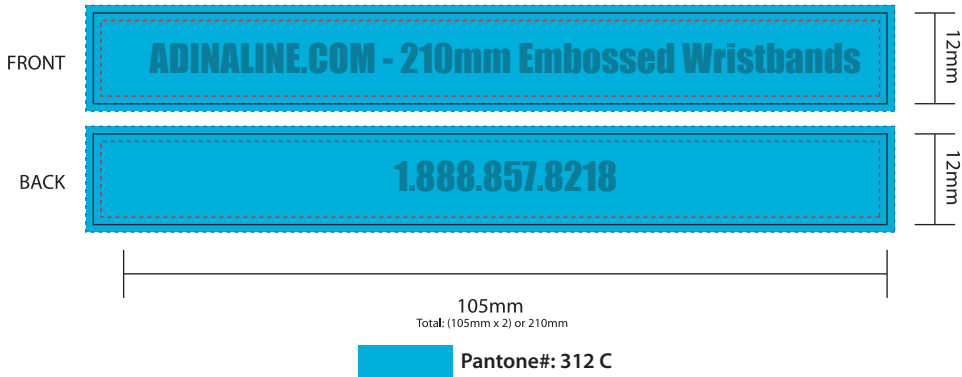 FRONT
ADINALINE.COM - 210mm Embossed Wristbands
12mm
BACK
1.888.857.8218
12mm
105mm
Total: (105mm x 2) or 210mm
Pantone#: 312 C